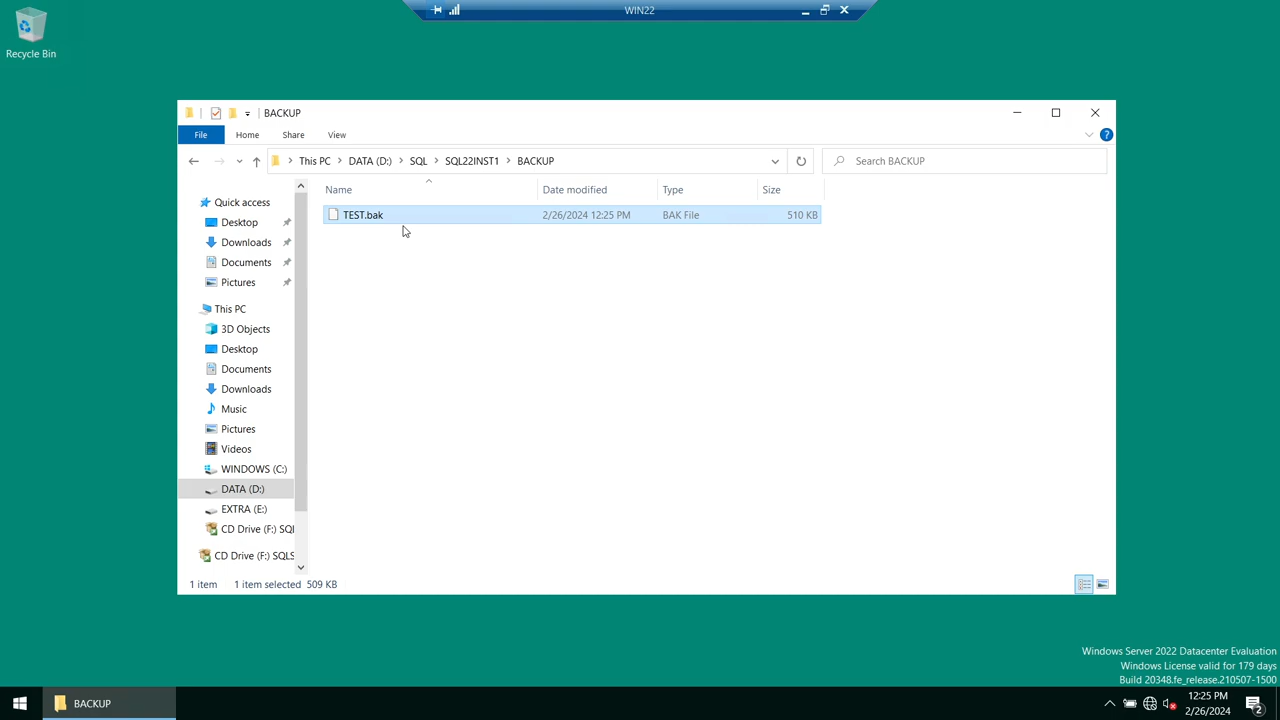 WIN22
Recycle Bin
BACKUP
File Home Share View
This PC DATA (D:) SQL SQL22INST1 BACKUP
Search BACKUP
Name Date modified Type Size
TEST.bak 2/26/2024 12:25 PM BAK File 510 KB
Quick access
Desktop
Downloads
Documents
Pictures
This PC
3D Objects
Desktop
Documents
Downloads
Music
Pictures
Videos
WINDOWS (C:)
DATA (D:)
EXTRA (E:)
CD Drive (F:) SQL
CD Drive (F:) SQLS
1 item 1 item selected 509 KB
Windows Server 2022 Datacenter Evaluation
Windows License valid for 179 days
Build 20348.fe_release.210507-1500
BACKUP
12:25 PM
2/26/2024
2